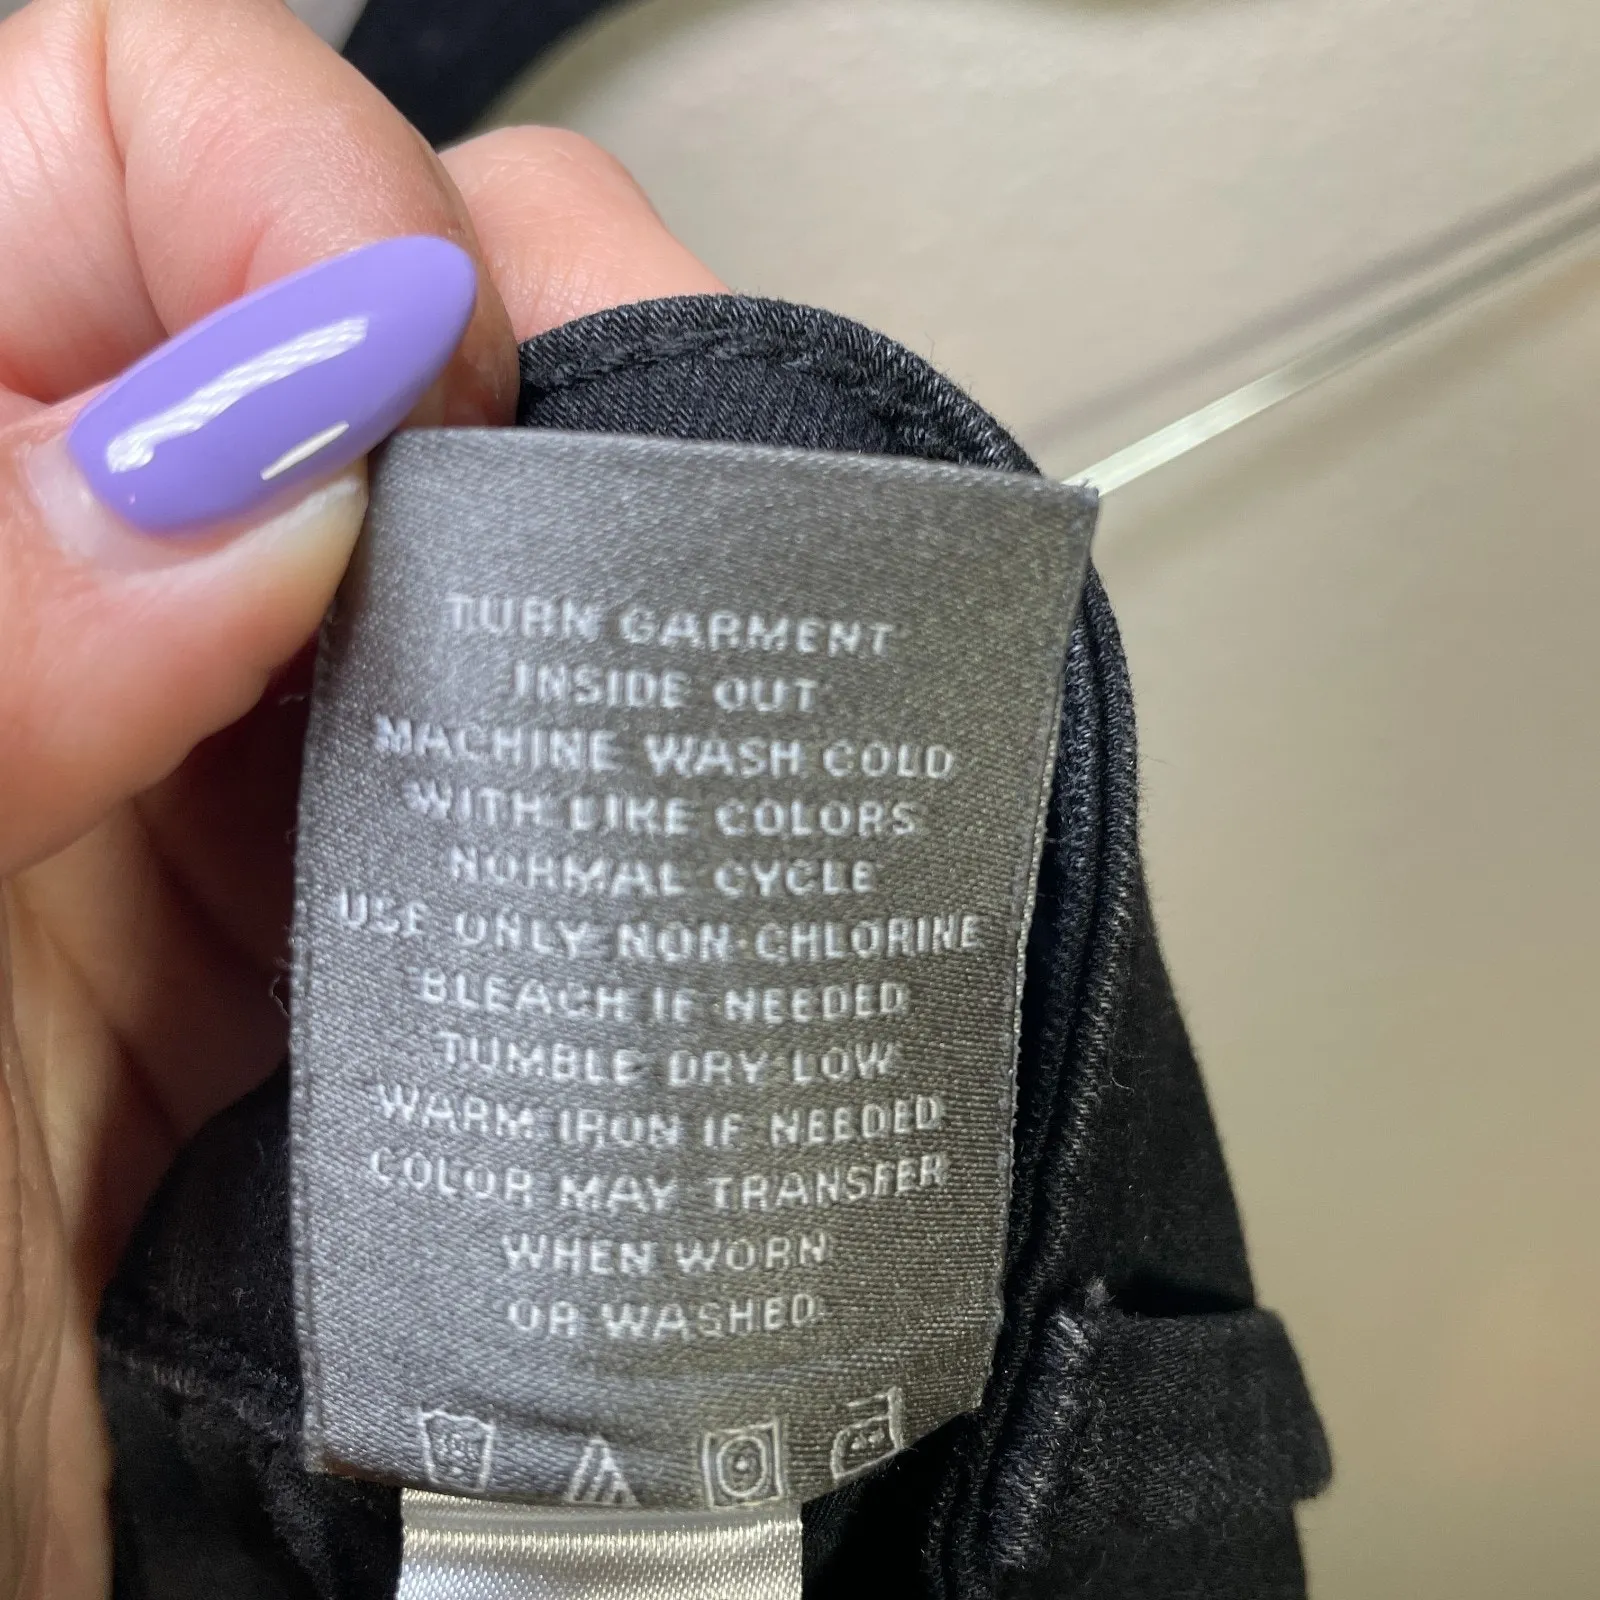 TURN GARMENT
INSIDE OUT
MACHINE WASH COLD
WITH LIKE COLORS
NORMAL CYCLE
USE ONLY NON-CHLORINE
BLEACH IF NEEDED
TUMBLE DRY LOW
WARM IRON IF NEEDED
COLOR MAY TRANSFER
WHEN WORN
OR WASHED